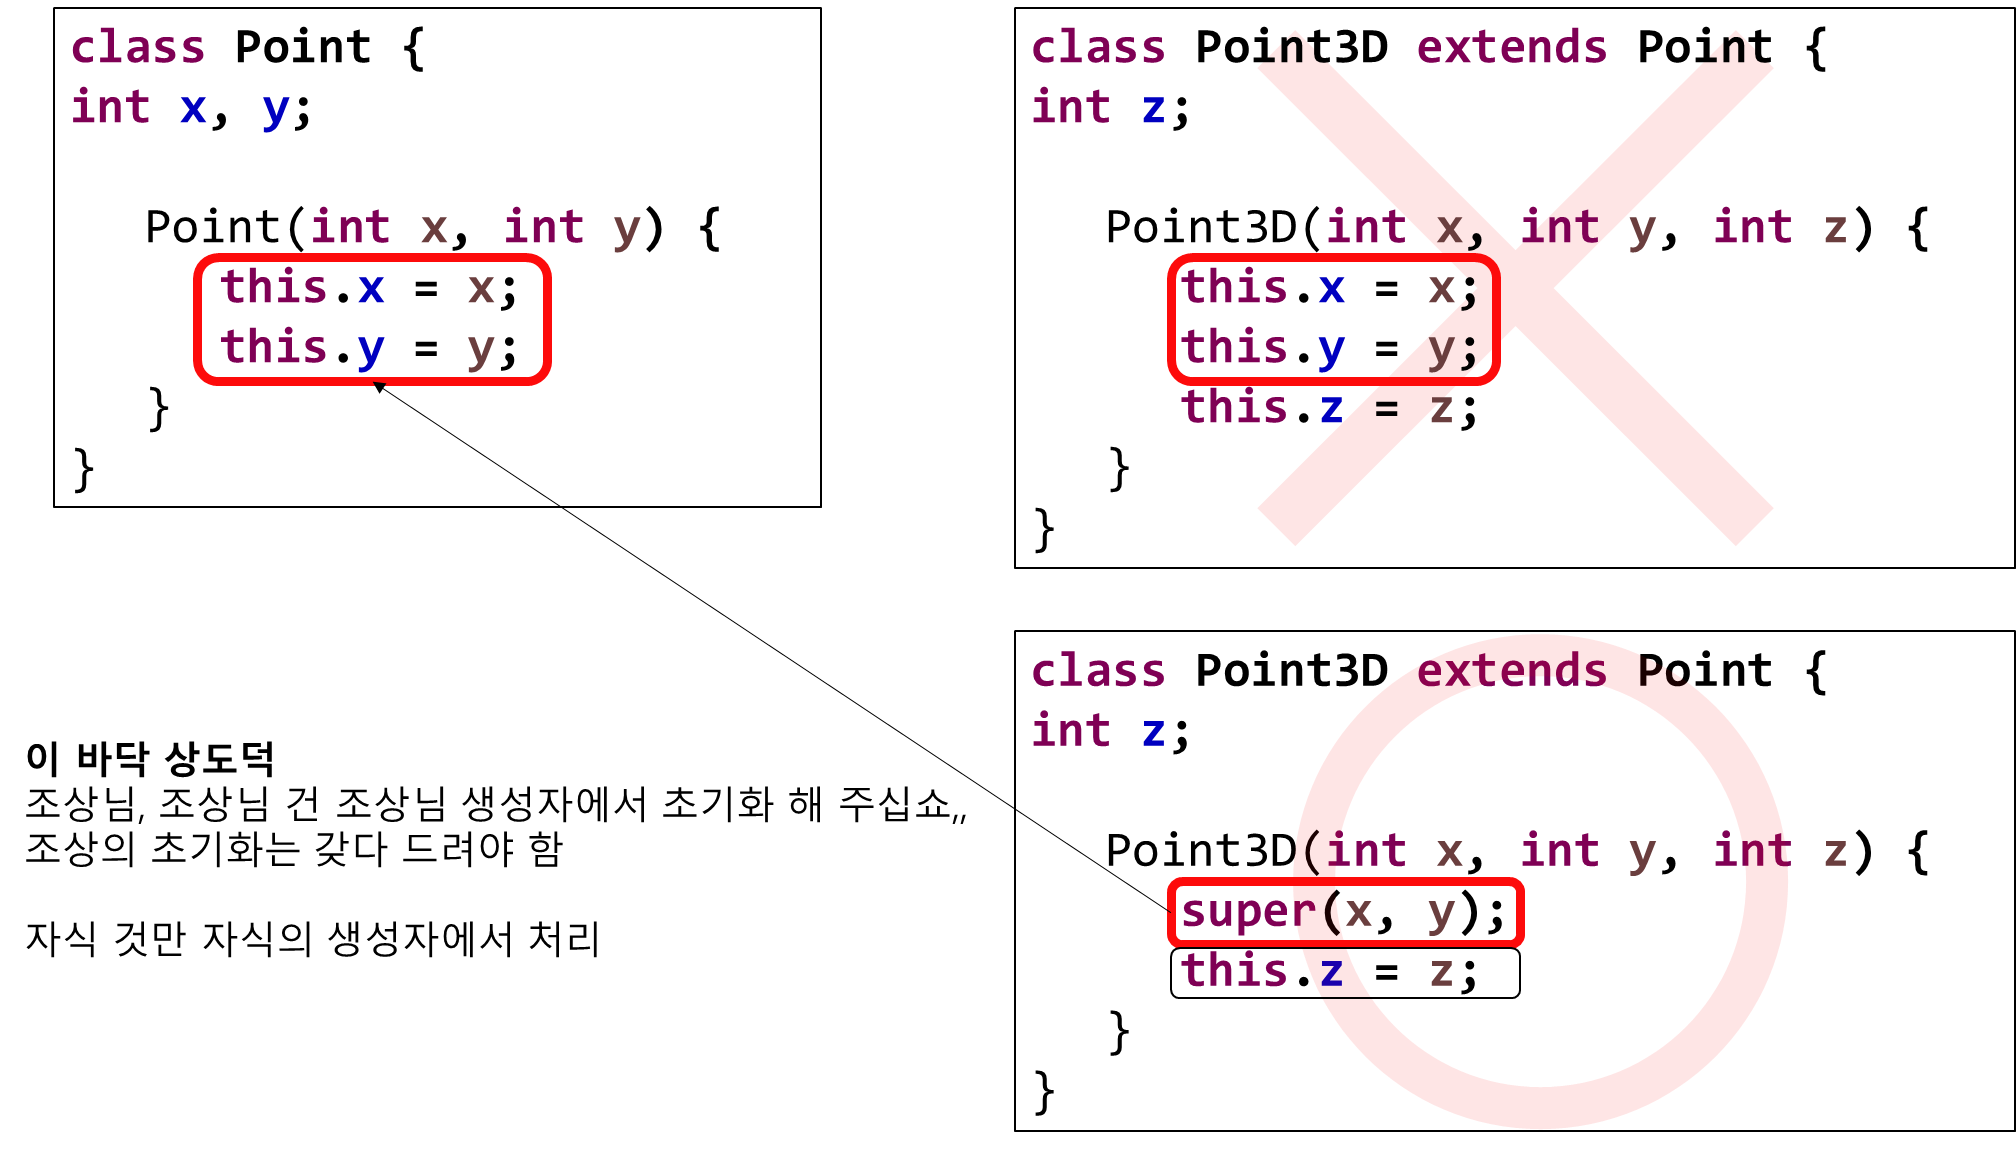 class Point {
int x, y;
Point(int x, int y) {
this.x = x;
this.y = y;
}
}
class Point3D extends Point {
int z;
Point3D(int x, int y, int z) {
this.x = x;
this.y = y;
this.z = z;
}
}
이 바닥 상도덕
조상님, 조상님 건 조상님 생성자에서 초기화 해 주십쇼,,
조상의 초기화는 갖다 드려야 함
자식 것만 자식의 생성자에서 처리
class Point3D extends Point {
int z;
Point3D(int x, int y, int z) {
super(x, y);
this.z = z;
}
}